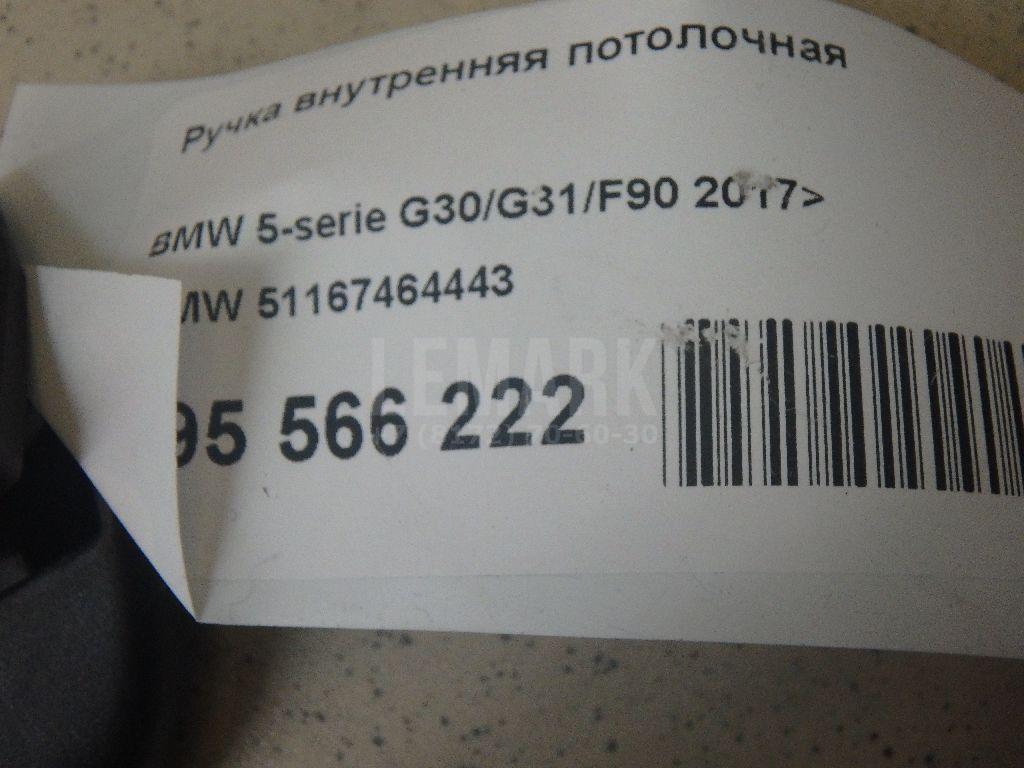 Ручка внутренняя потолочная
BMW 5-serie G30/G31/F90 2017>
MW 51167464443
95 566 222
LEMARK